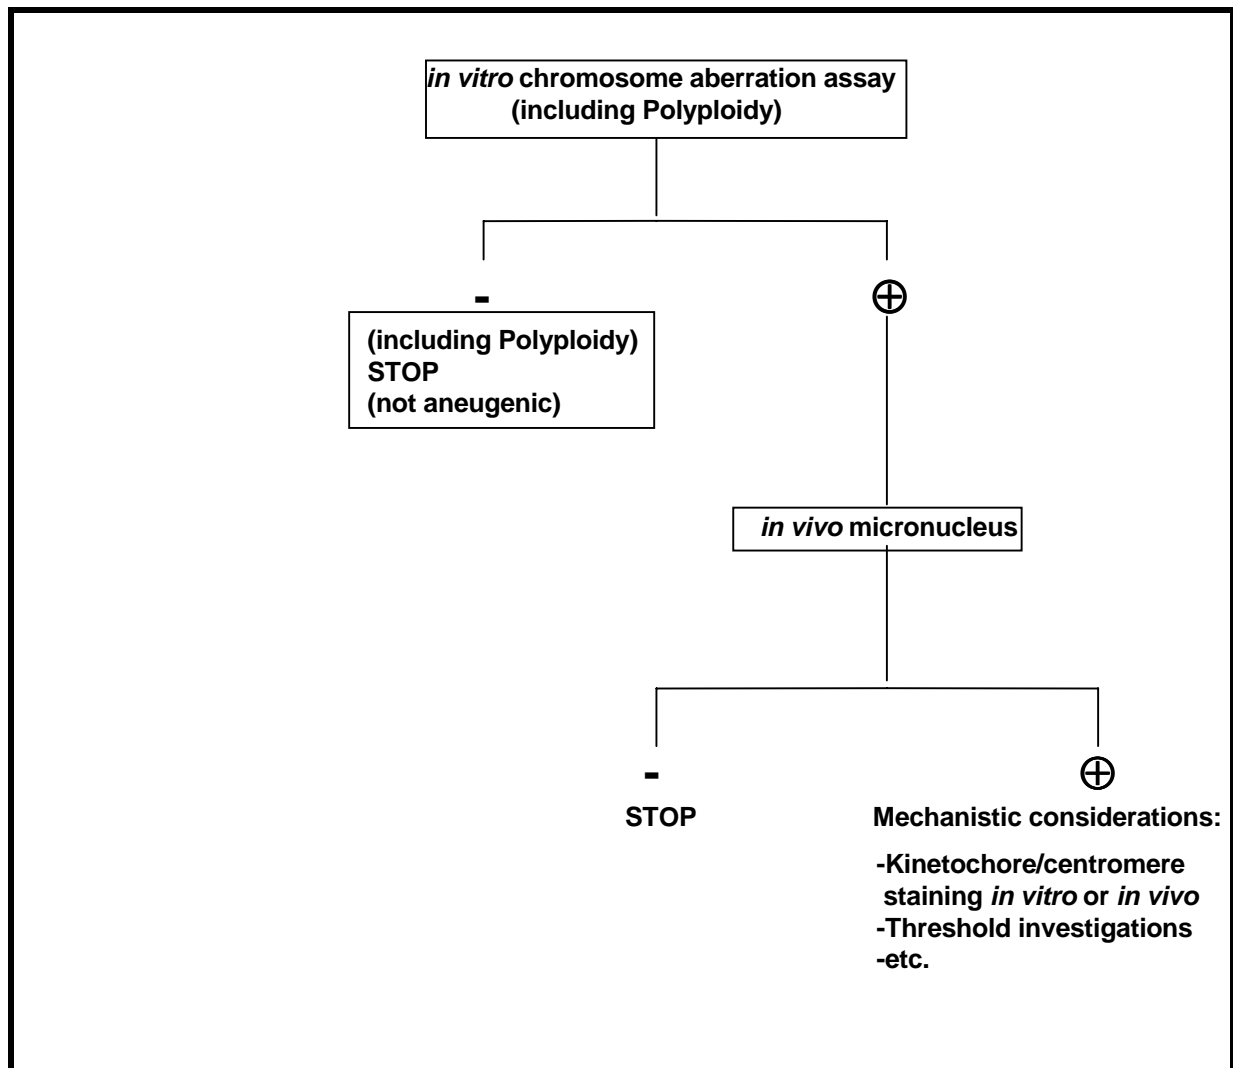 in vitro chromosome aberration assay
(including Polyploidy)
-
⊕
(including Polyploidy)
STOP
(not aneugenic)
in vivo micronucleus
-
⊕
STOP
Mechanistic considerations:
-Kinetochore/centromere
staining in vitro or in vivo
-Threshold investigations
-etc.